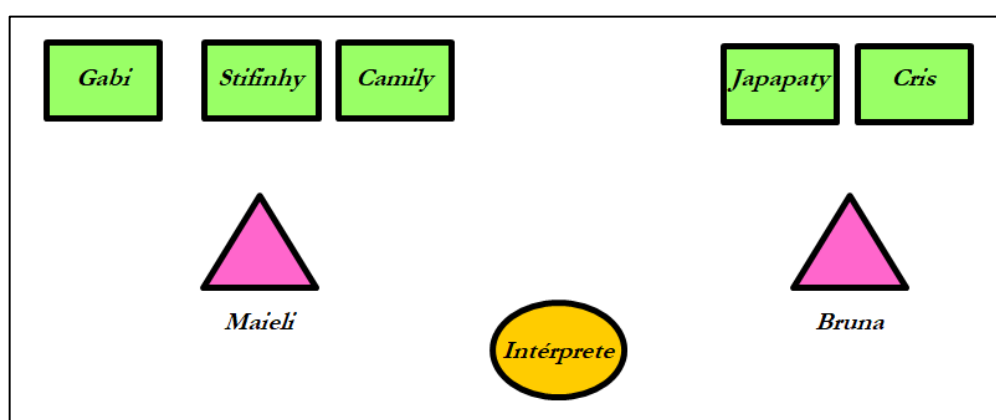 Gabi
Stifinhy
Camily
Japapaty
Cris
Maieli
Bruna
Intérprete